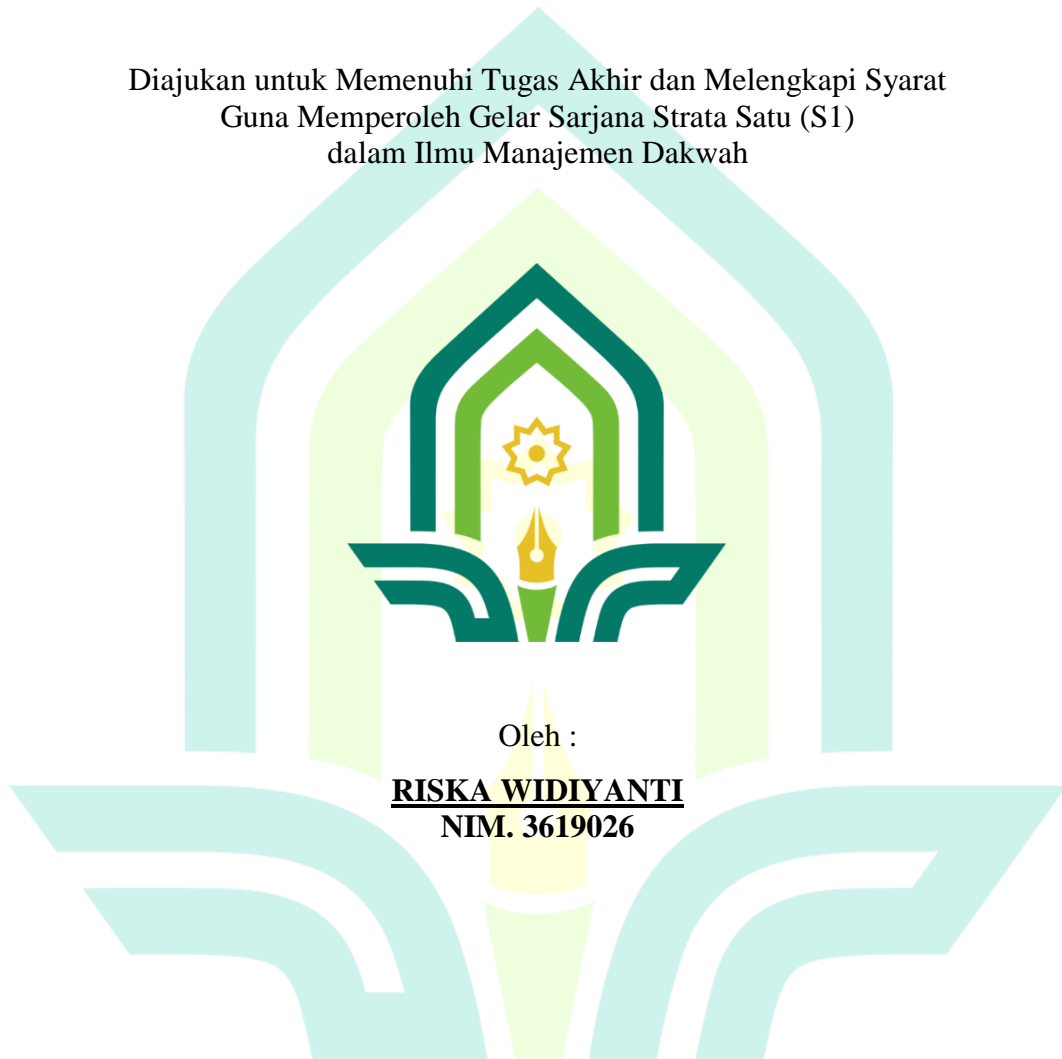 Diajukan untuk Memenuhi Tugas Akhir dan Melengkapi Syarat
Guna Memperoleh Gelar Sarjana Strata Satu (S1)
dalam Ilmu Manajemen Dakwah
Oleh :
RISKA WIDIYANTI
NIM. 3619026